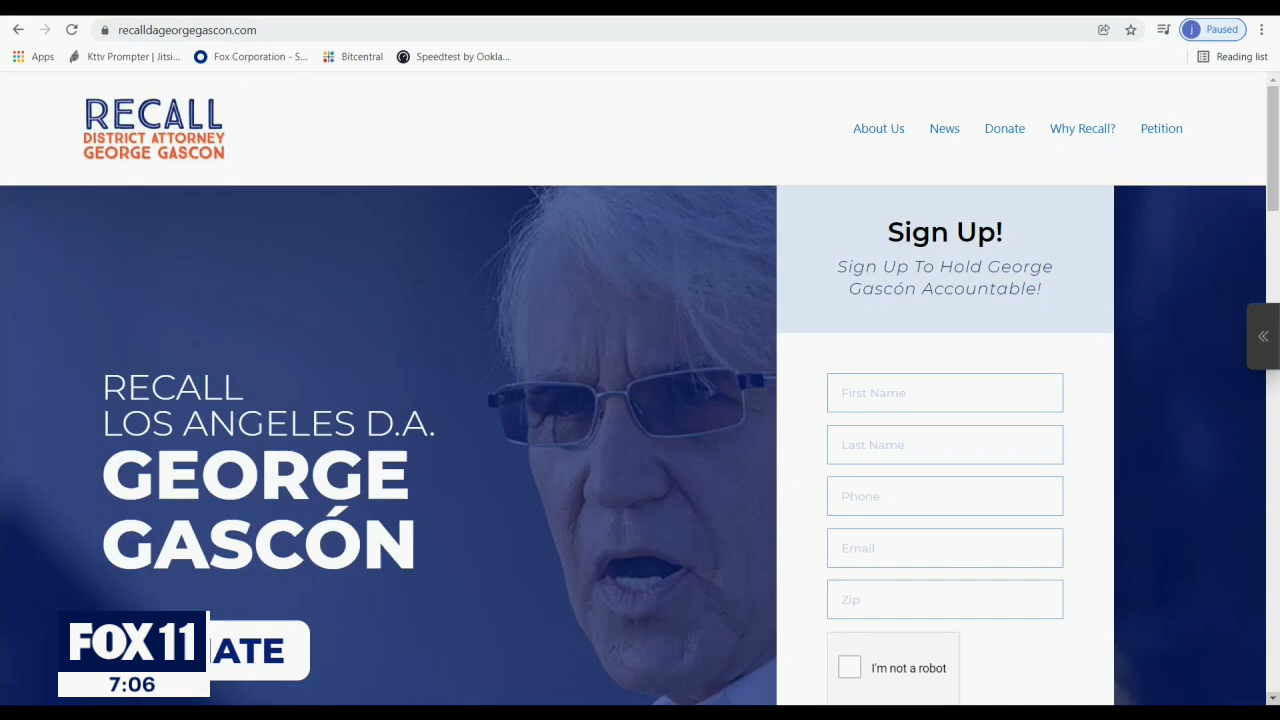 recalldageorgegascon.com
j Paused
Apps
Kttv Prompter | Jitsi...
Fox Corporation - S...
Bitcentral
Speedtest by Ookla...
Reading list
RECALL
DISTRICT ATTORNEY
GEORGE GASCON
About Us
News
Donate
Why Recall?
Petition
Sign Up!
Sign Up To Hold George
Gascón Accountable!
RECALL
LOS ANGELES D.A.
GEORGE
GASCÓN
First Name
Last Name
Phone
Email
Zip
I'm not a robot
FOX 11
ATE
7:06